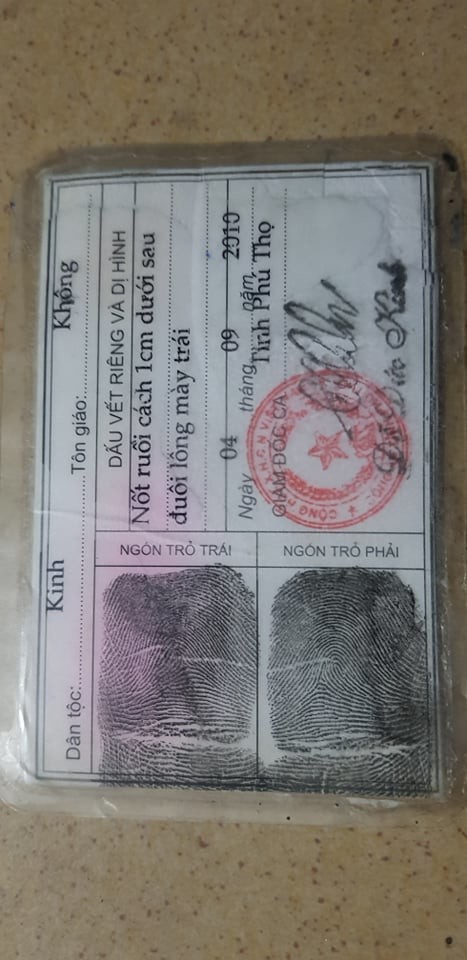 Dân tộc:........Kinh........Tôn giáo:........Không
DẤU VẾT RIÊNG VÀ DỊ HÌNH
Nốt ruồi cách 1cm dưới sau
đuôi lông mày trái
Ngày 04 tháng 09 năm 2010
GIÁM ĐỐC CA Tỉnh Phú Thọ
NGÓN TRỎ TRÁI
NGÓN TRỎ PHẢI